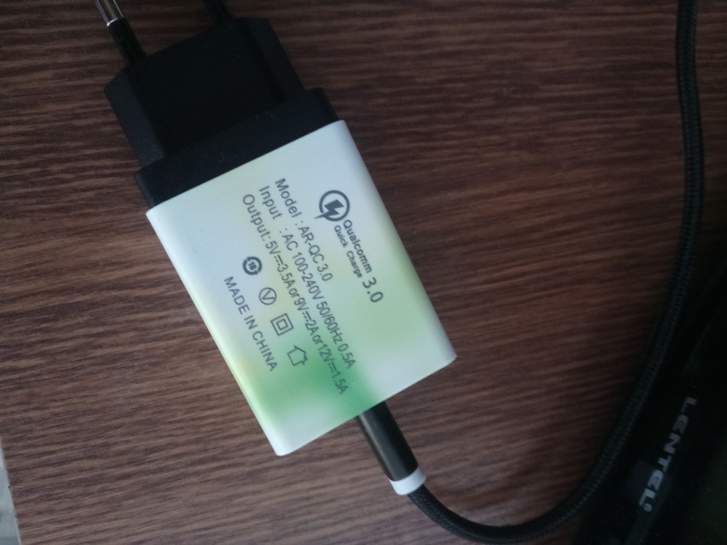 Qualcomm 3.0
Quick Charge
Model : AR-QC 3.0
Input : AC 100-240V 50/60Hz 0.5A
Output: 5V⎓3.5A or 9V⎓2A or 12V⎓1.5A
V
MADE IN CHINA
LENTEL